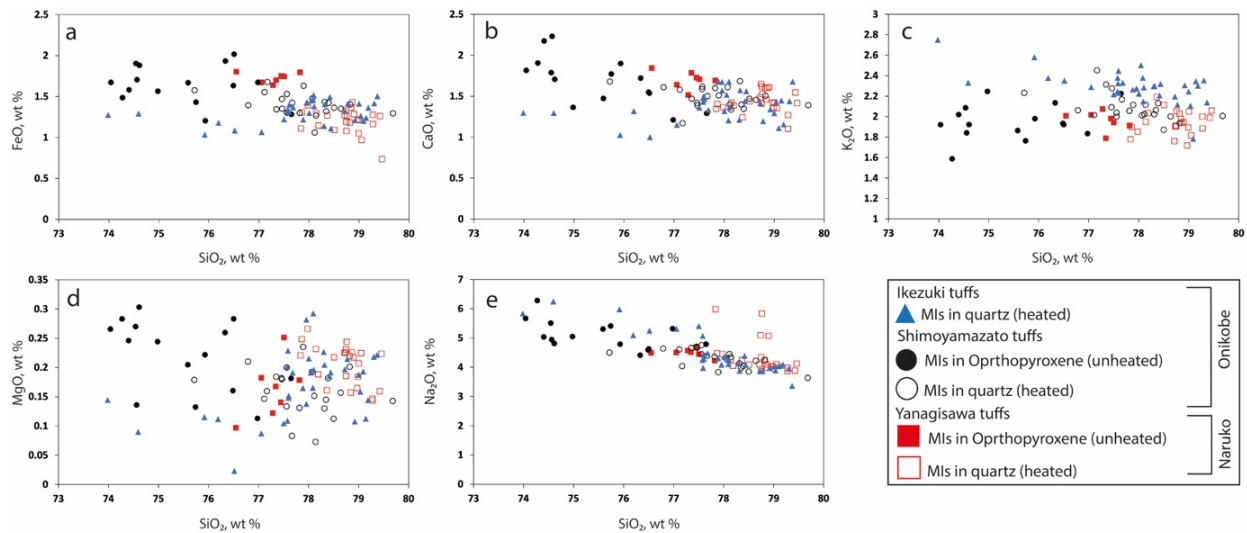 a
2.5
2
1.5
1
0.5
0
FeO, wt %
73 74 75 76 77 78 79 80
SiO₂, wt %
b
2.5
2
1.5
1
0.5
0
CaO, wt %
73 74 75 76 77 78 79 80
SiO₂, wt %
c
3
2.8
2.6
2.4
2.2
2
1.8
1.6
1.4
1.2
1
K₂O, wt %
73 74 75 76 77 78 79 80
SiO₂, wt %
d
0.35
0.3
0.25
0.2
0.15
0.1
0.05
0
MgO, wt %
73 74 75 76 77 78 79 80
SiO₂, wt %
e
7
6
5
4
3
2
1
0
Na₂O, wt %
73 74 75 76 77 78 79 80
SiO₂, wt %
Ikezuki tuffs
MIs in quartz (heated)
Shimoyamazato tuffs
MIs in Oprthopyroxene (unheated)
MIs in quartz (heated)
Onikobe
Yanagisawa tuffs
MIs in Oprthopyroxene (unheated)
MIs in quartz (heated)
Naruko